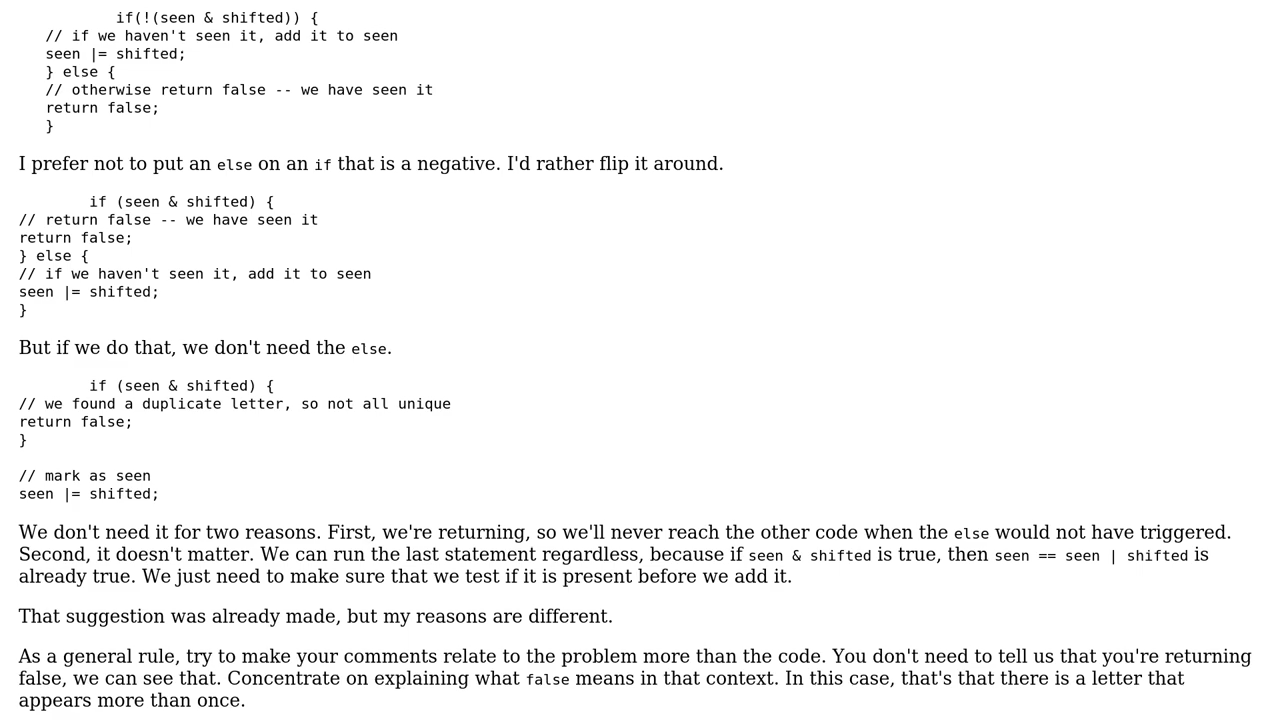 if(!(seen & shifted)) {
// if we haven't seen it, add it to seen
seen |= shifted;
} else {
// otherwise return false -- we have seen it
return false;
}
I prefer not to put an else on an if that is a negative. I'd rather flip it around.
if (seen & shifted) {
// return false -- we have seen it
return false;
} else {
// if we haven't seen it, add it to seen
seen |= shifted;
}
But if we do that, we don't need the else.
if (seen & shifted) {
// we found a duplicate letter, so not all unique
return false;
}
// mark as seen
seen |= shifted;
We don't need it for two reasons. First, we're returning, so we'll never reach the other code when the else would not have triggered.
Second, it doesn't matter. We can run the last statement regardless, because if seen & shifted is true, then seen == seen | shifted is
already true. We just need to make sure that we test if it is present before we add it.
That suggestion was already made, but my reasons are different.
As a general rule, try to make your comments relate to the problem more than the code. You don't need to tell us that you're returning
false, we can see that. Concentrate on explaining what false means in that context. In this case, that's that there is a letter that
appears more than once.